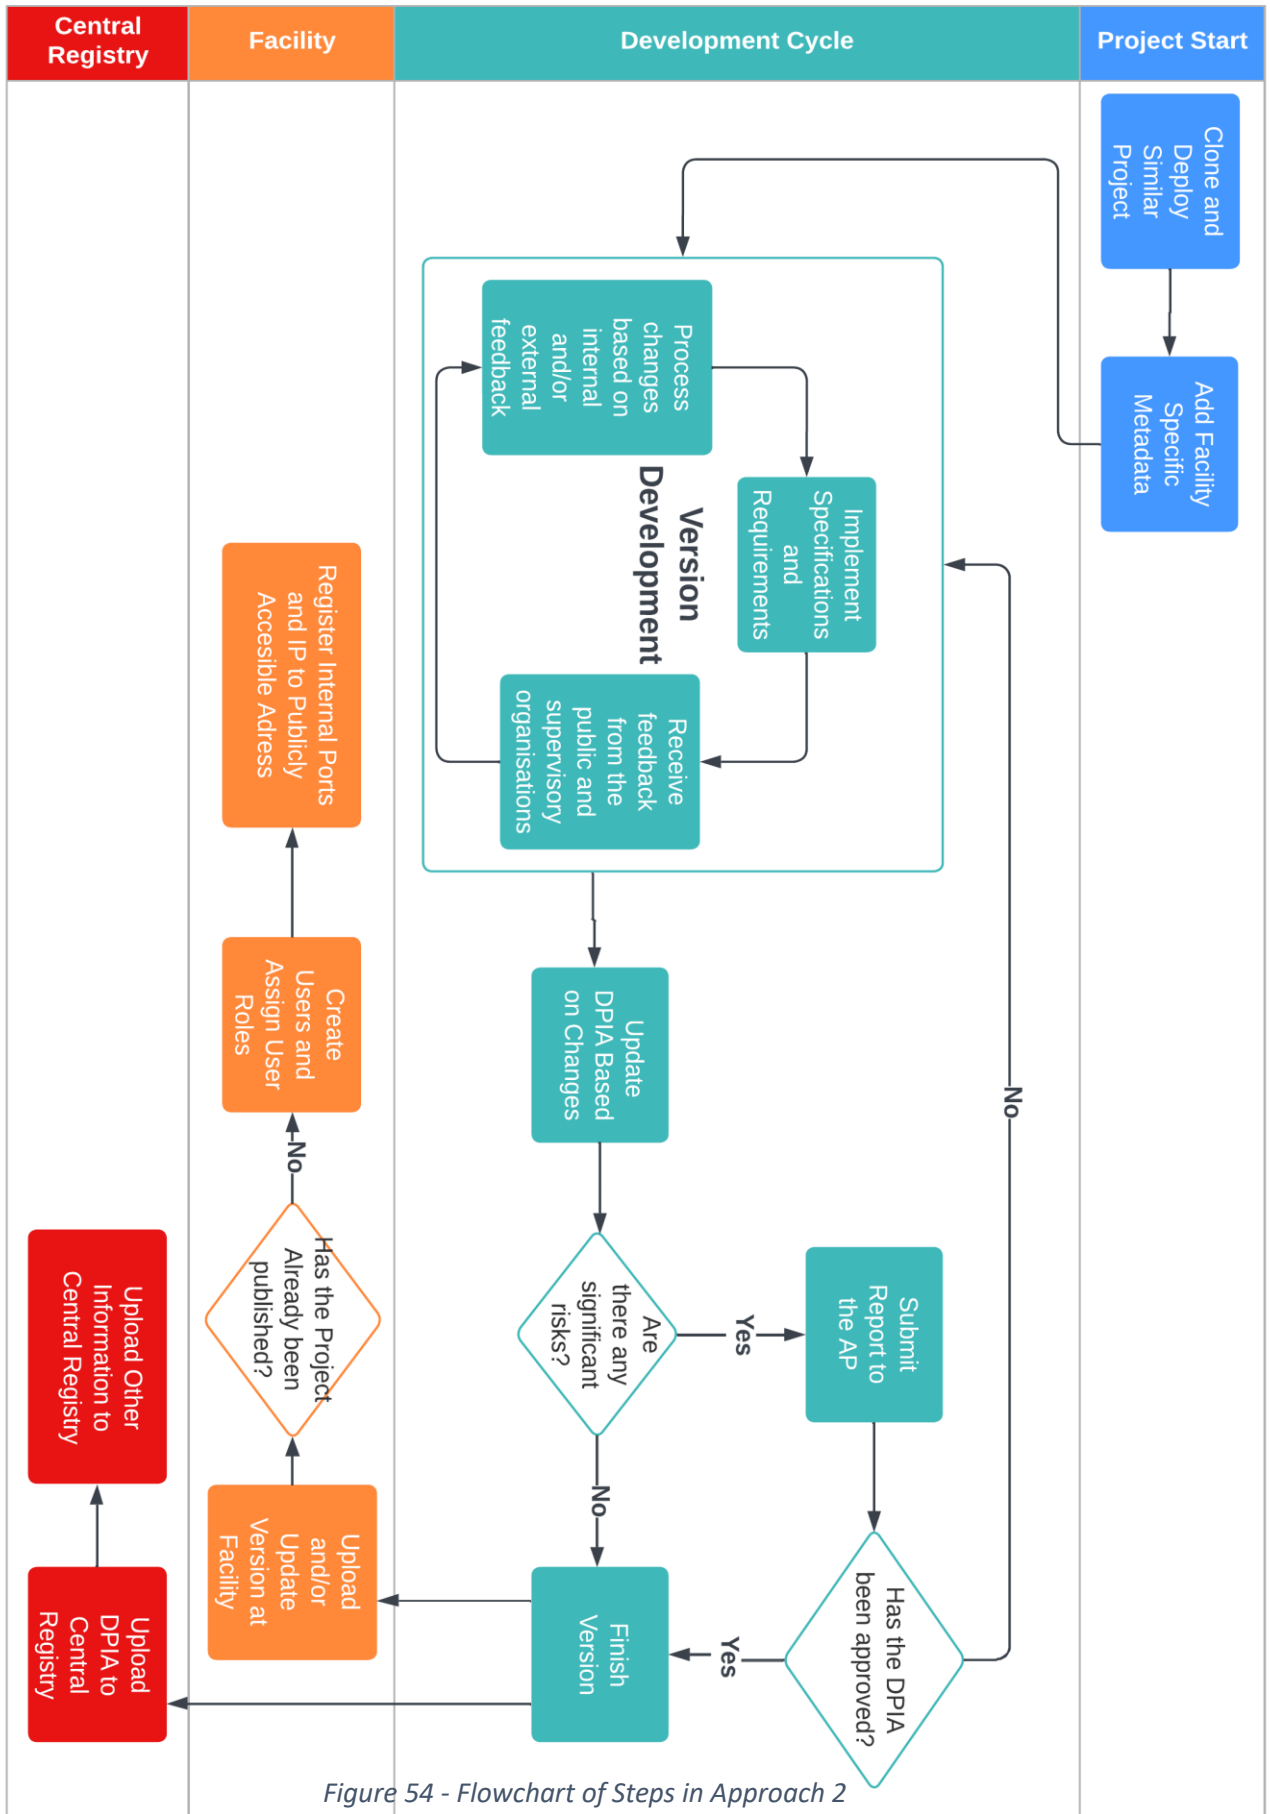 Central
Registry
Facility
Development Cycle
Project Start
Clone and
Deploy
Similar
Project
Add Facility
Specific
Metadata
Process
changes
based on
internal
and/or
external
feedback
Implement
Specifications
and
Requirements
Version
Development
Receive
feedback
from the
public and
supervisory
organisations
Update
DPIA Based
on Changes
Are
there any
significant
risks?
Yes
No
Submit
Report to
the AP
Has the DPIA
been approved?
No
Yes
Finish
Version
Upload
and/or
Update
Version at
Facility
Has the Project
Already been
published?
No
Create
Users and
Assign User
Roles
Register Internal Ports
and IP to Publicly
Accesible Adress
Upload
DPIA to
Central
Registry
Upload Other
Information to
Central Registry
Figure 54 - Flowchart of Steps in Approach 2